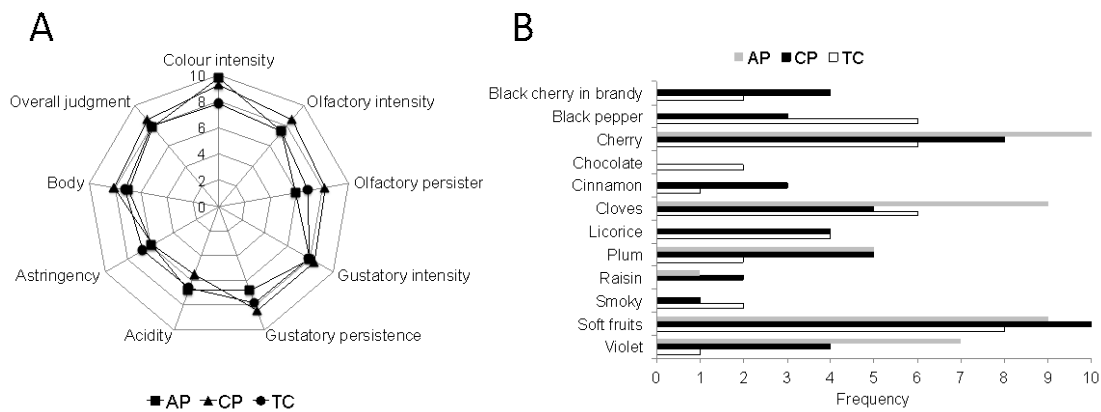 A
Colour intensity
Olfactory intensity
Olfactory persister
Gustatory intensity
Gustatory persistence
Acidity
Astringency
Body
Overall judgment
10
8
6
4
2
0
AP CP TC
B
AP CP TC
Black cherry in brandy
Black pepper
Cherry
Chocolate
Cinnamon
Cloves
Licorice
Plum
Raisin
Smoky
Soft fruits
Violet
0 1 2 3 4 5 6 7 8 9 10
Frequency